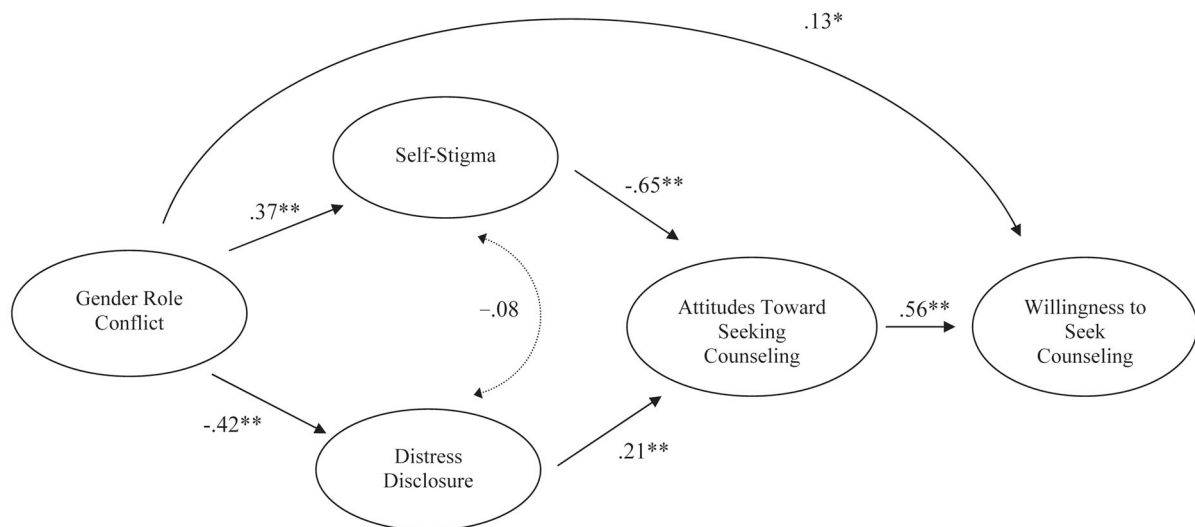 .13*
Self-Stigma
-.65**
.37**
Gender Role
Conflict
–.08
Attitudes Toward
Seeking
Counseling
.56**
Willingness to
Seek
Counseling
-.42**
Distress
Disclosure
.21**